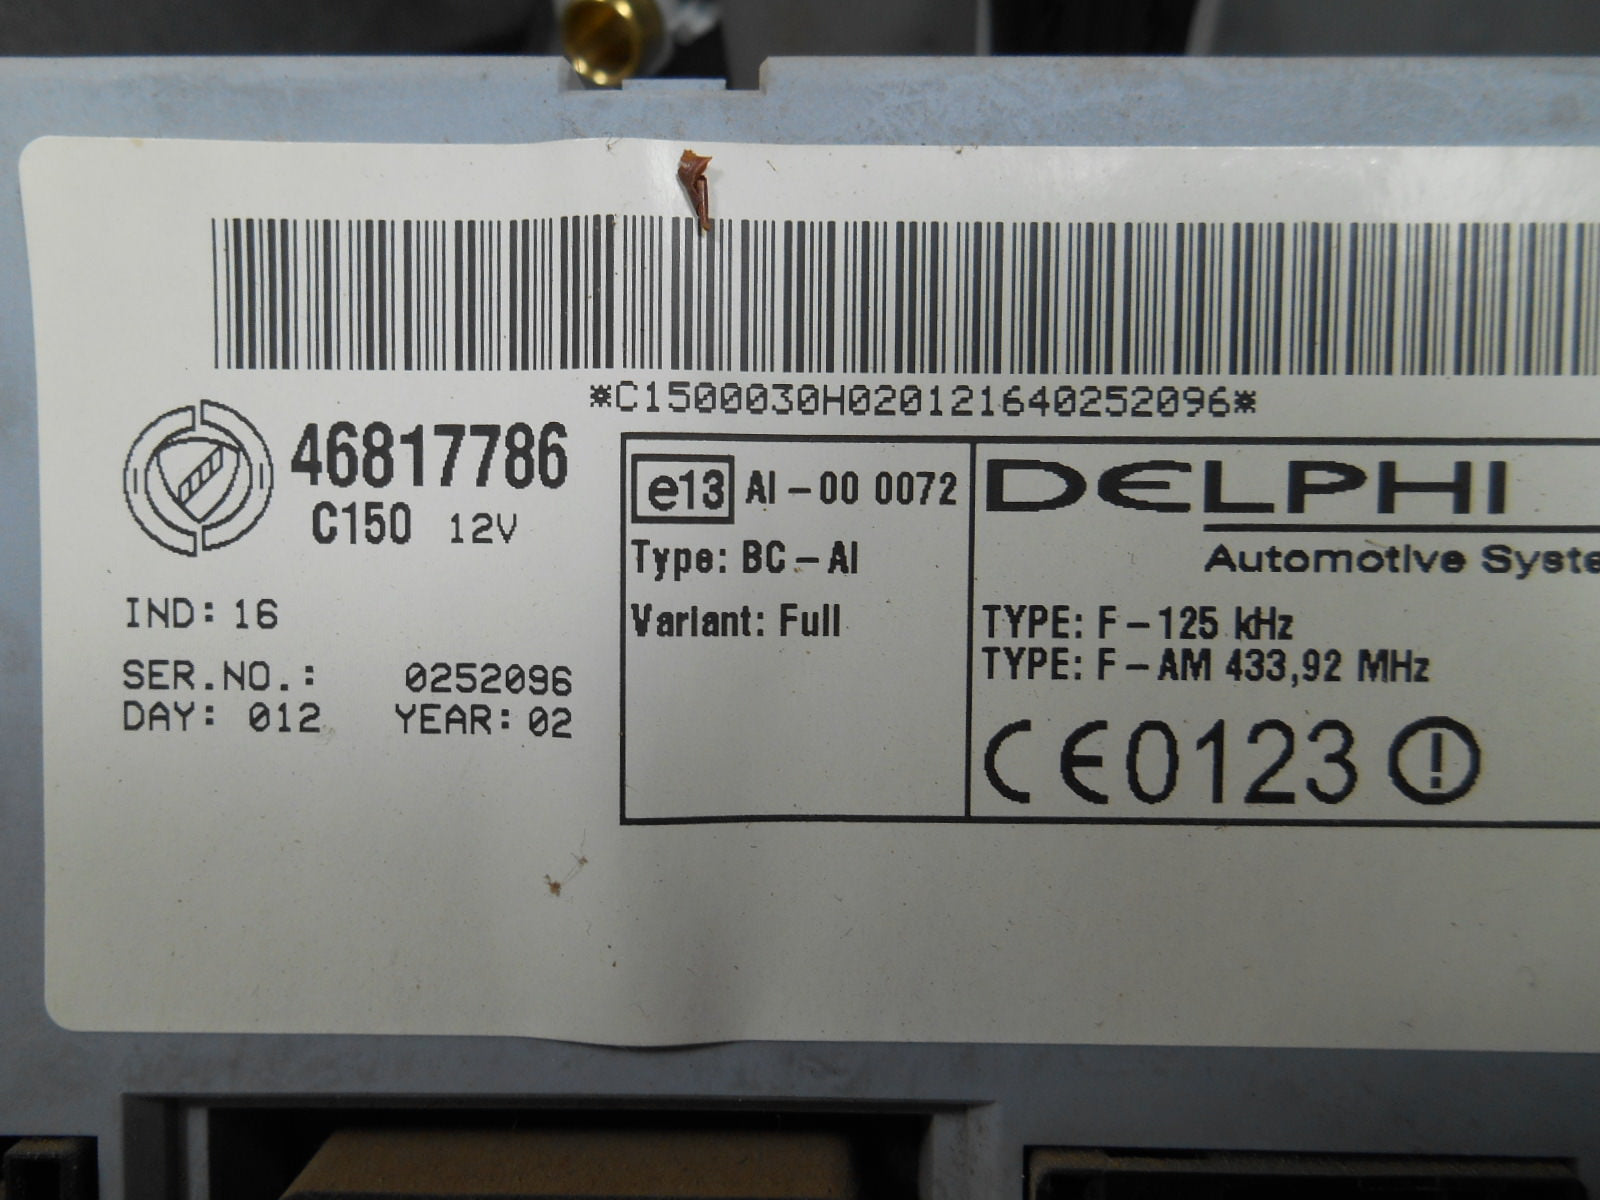 *C1500030H020121640252096*
46817786
C150 12V
IND: 16
SER.NO.: 0252096
DAY: 012 YEAR: 02
e13 AI-00 0072
Type: BC-AI
Variant: Full
DELPHI
Automotive Syste
TYPE: F-125 kHz
TYPE: F-AM 433,92 MHz
CE0123